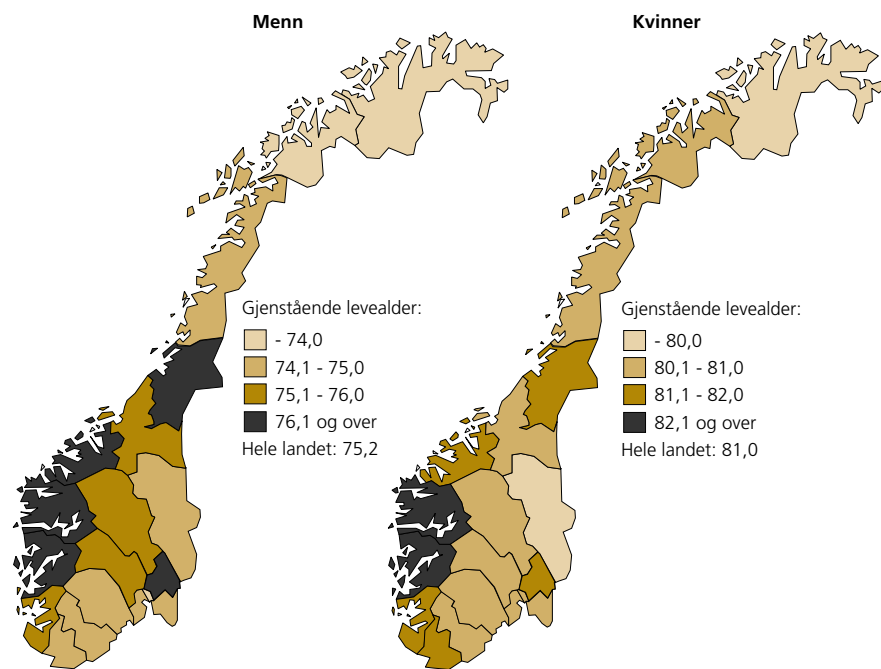 Menn
Kvinner
Gjenstående levealder:
- 74,0
74,1 - 75,0
75,1 - 76,0
76,1 og over
Hele landet: 75,2
Gjenstående levealder:
- 80,0
80,1 - 81,0
81,1 - 82,0
82,1 og over
Hele landet: 81,0